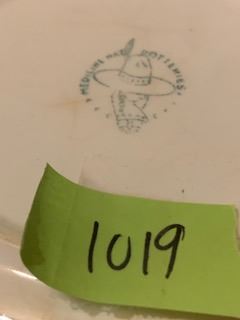 MEDICINE HAT POTTERIES
1019